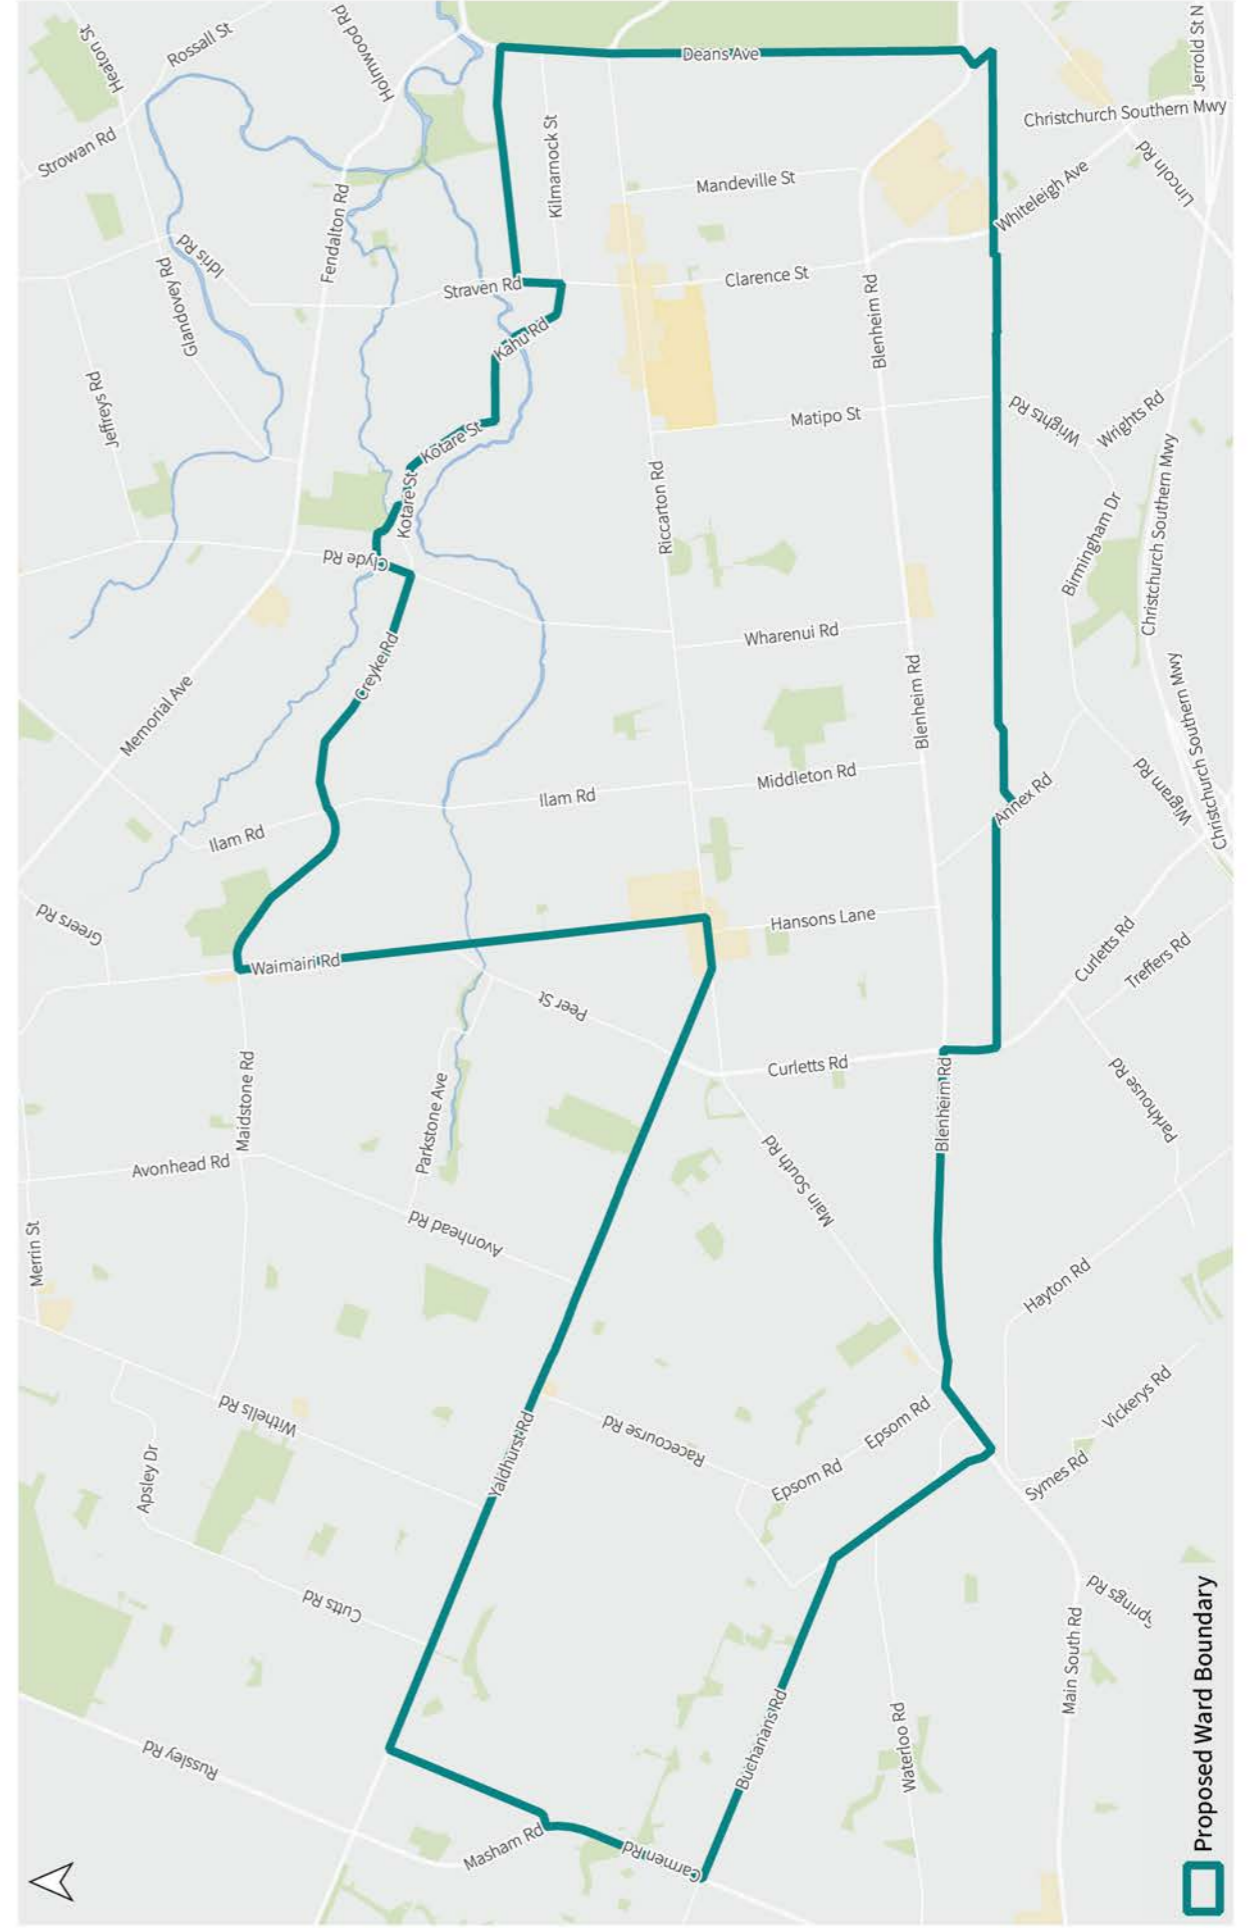 Heaton St
Rossall St
Holmwood Rd
Jerrold St N
Deans Ave
Christchurch Southern Mwy
Strowan Rd
Kilmarnock St
Lincoln Rd
Mandeville St
Whiteleigh Ave
Fendalton Rd
Idris Rd
Glandovey Rd
Straven Rd
Clarence St
Kahu Rd
Blenheim Rd
Jeffreys Rd
Matipo St
Wrights Rd
Wrights Rd
Kotare St
Kotare St
Riccarton Rd
Christchurch Southern Mwy
Birmingham Dr
Clyde Rd
Wharenui Rd
Creyke Rd
Memorial Ave
Blenheim Rd
Christchurch Southern Mwy
Middleton Rd
Ilam Rd
Ilam Rd
Annex Rd
Wigram Rd
Christchurch Southern Mwy
Greers Rd
Hansons Lane
Waimairi Rd
Curletts Rd
Treffers Rd
Peer St
Curletts Rd
Maidstone Rd
Parkstone Ave
Blenheim Rd
Parkhouse Rd
Avonhead Rd
Main South Rd
Avonhead Rd
Merrin St
Hayton Rd
Withells Rd
Yaldhurst Rd
Racecourse Rd
Epsom Rd
Vickerys Rd
Apsley Dr
Epsom Rd
Symes Rd
Cutts Rd
Springs Rd
Main South Rd
Buchanans Rd
Waterloo Rd
Russley Rd
Masham Rd
Carmen Rd
Proposed Ward Boundary